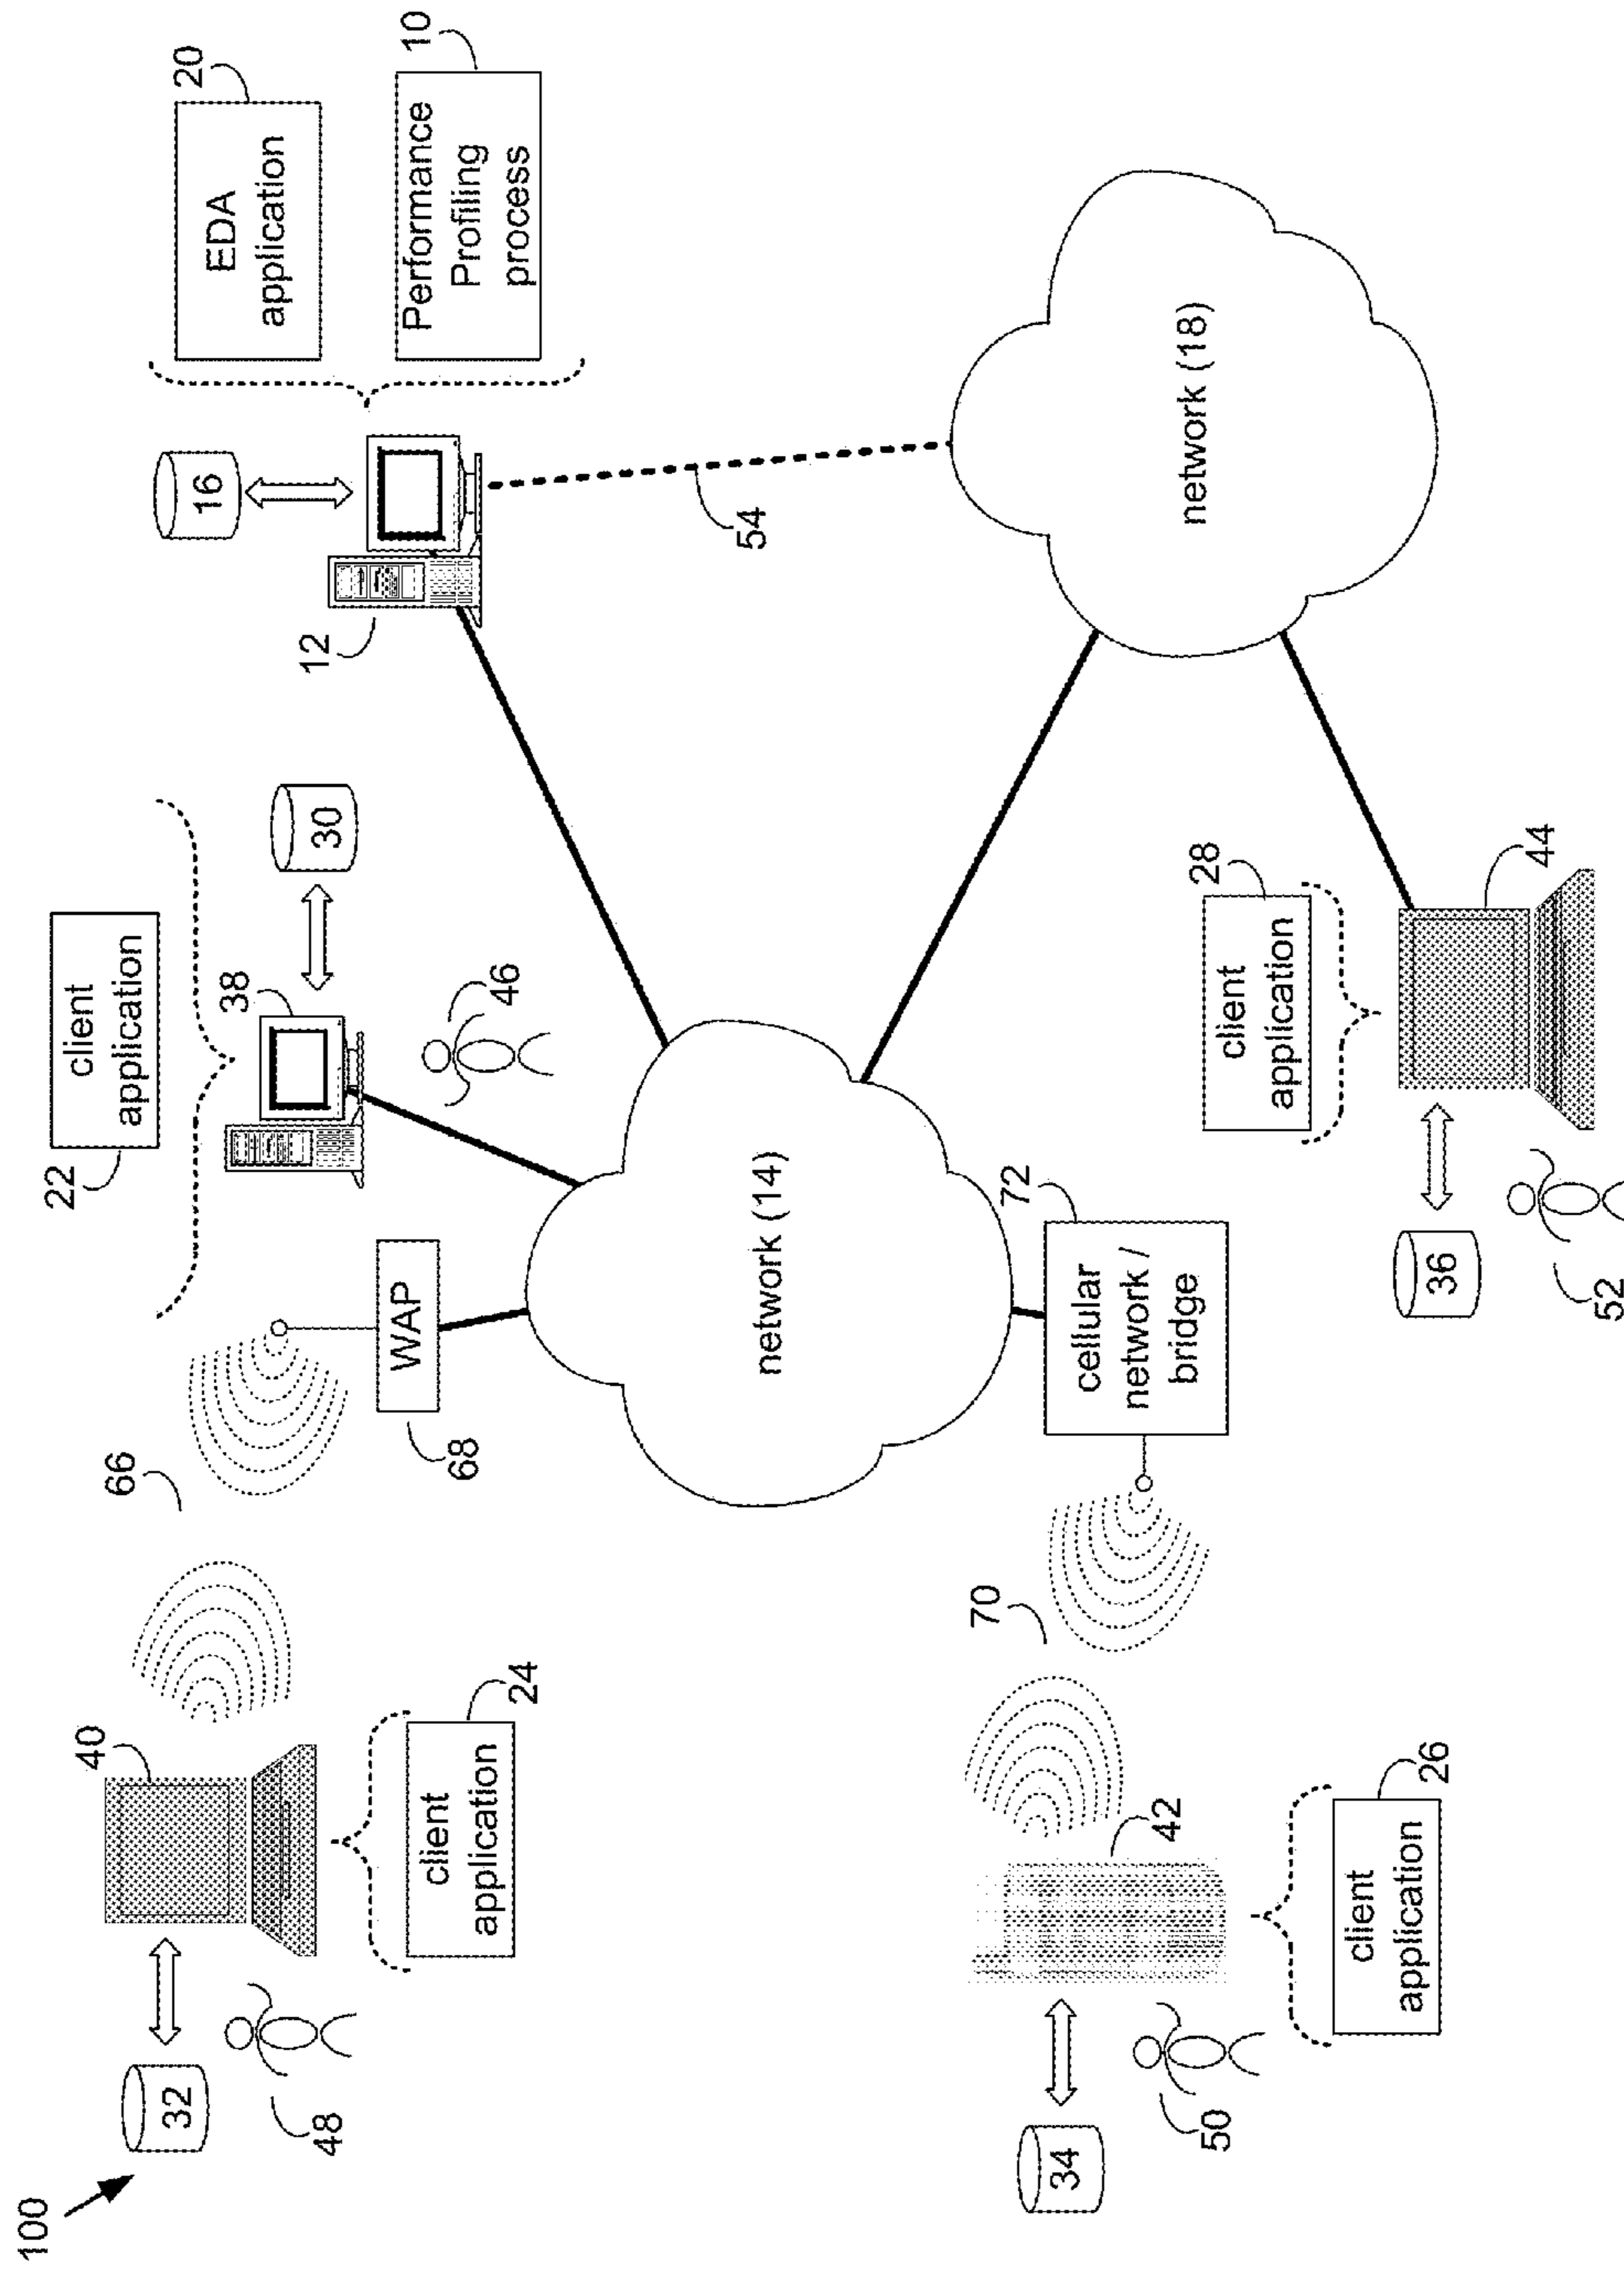 100
22
client
application
40
66
38
30
16
20
EDA
application
32
48
12
10
Performance
Profiling
process
24
client
application
68
WAP
46
54
network (14)
network (18)
70
72
cellular
network /
bridge
34
42
50
26
client
application
28
client
application
36
44
52